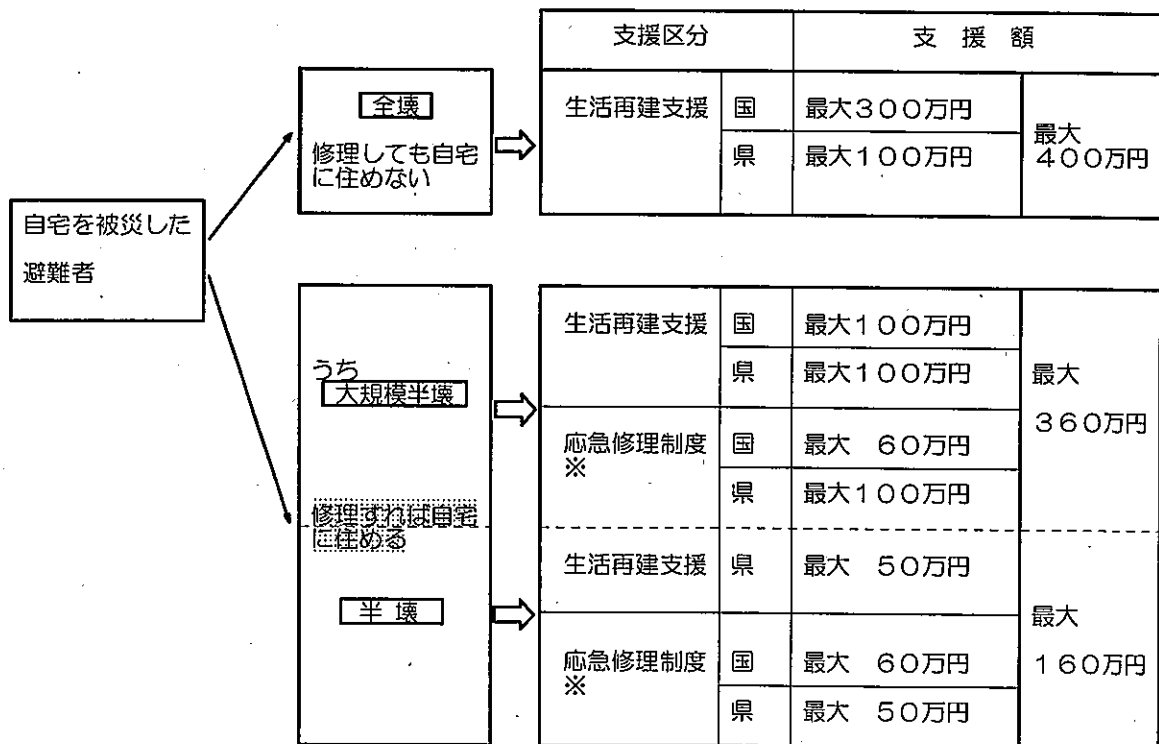 支援区分　支　援　額
全壊
修理しても自宅
に住めない
生活再建支援　国　最大３００万円
県　最大１００万円
最大
４００万円
自宅を被災した
避難者
うち
大規模半壊
修理すれば自宅
に住める
半 壊
生活再建支援　国　最大１００万円
県　最大１００万円
応急修理制度　国　最大　６０万円
※
県　最大１００万円
最大
３６０万円
生活再建支援　県　最大　５０万円
応急修理制度　国　最大　６０万円
※
県　最大　５０万円
最大
１６０万円